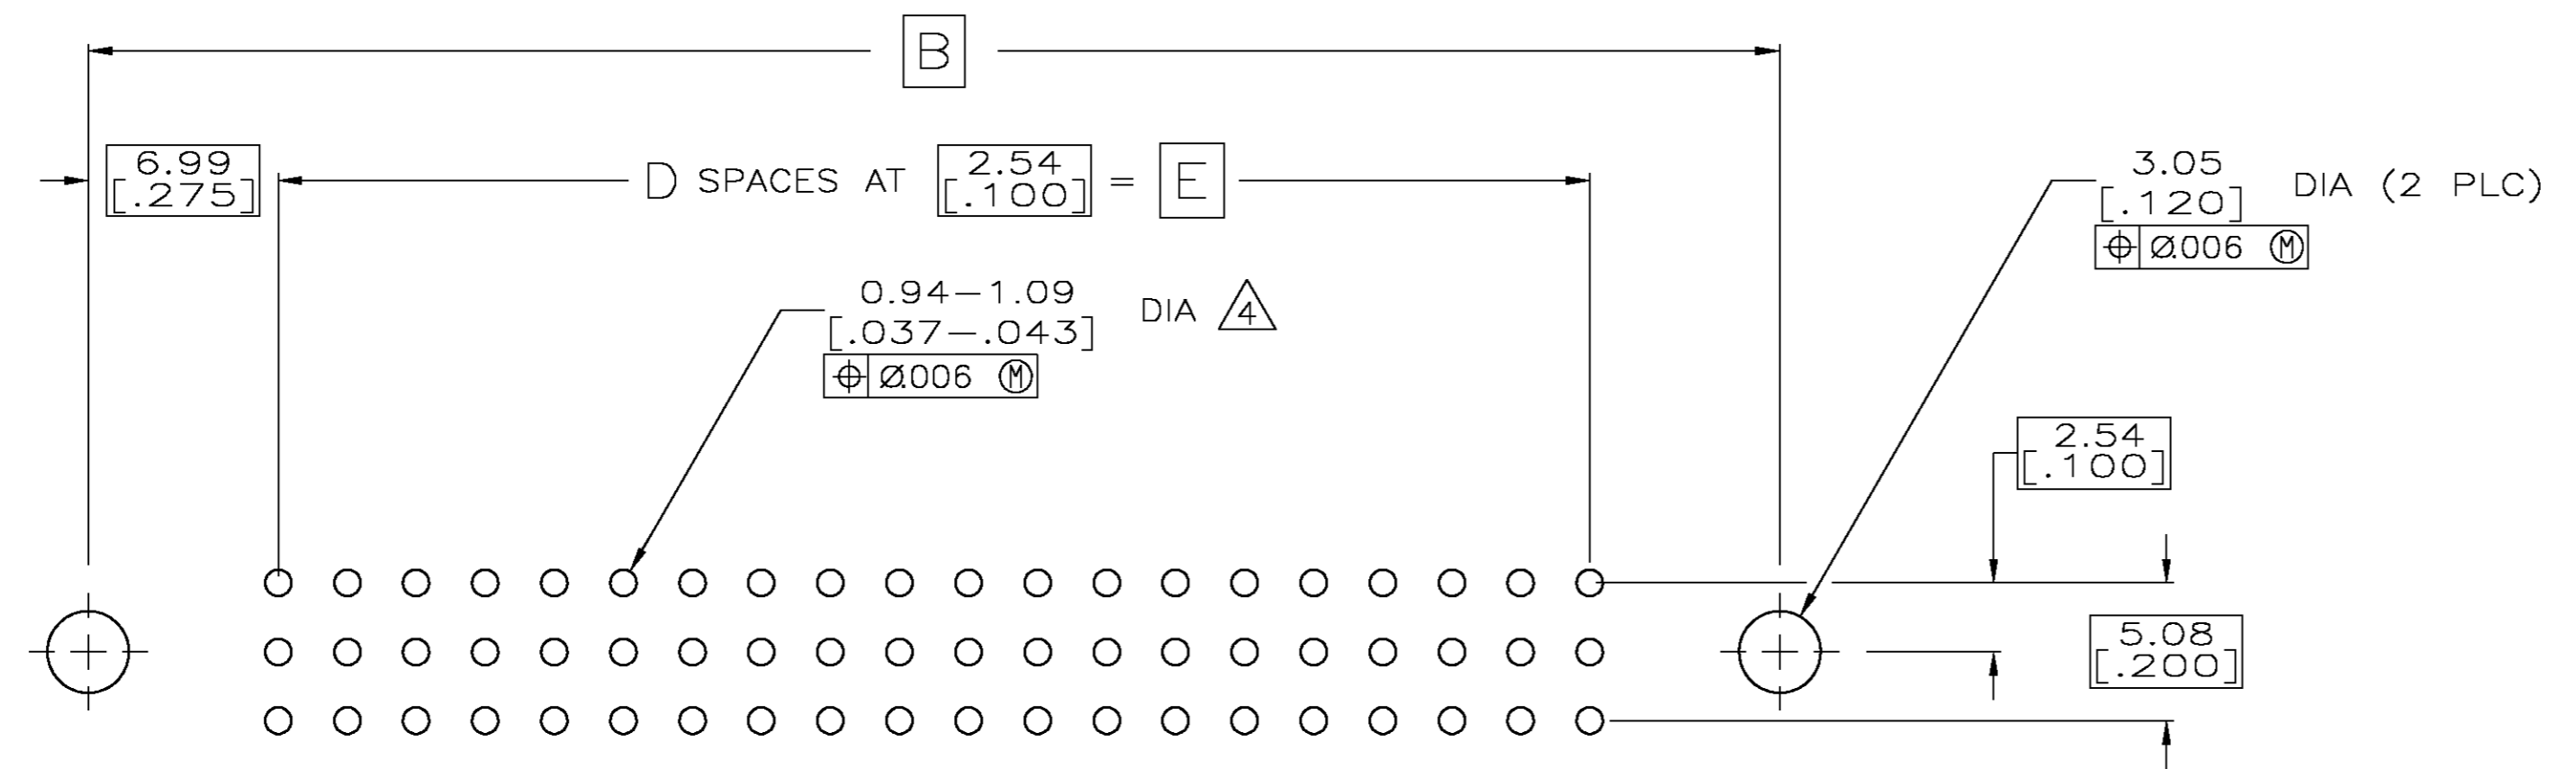 B
6.99
[.275]
D SPACES AT 2.54 [.100] = E
3.05
[.120]
DIA (2 PLC)
⌖ Ø.006 Ⓜ
0.94–1.09
[.037–.043]
DIA 4
⌖ Ø.006 Ⓜ
2.54
[.100]
5.08
[.200]